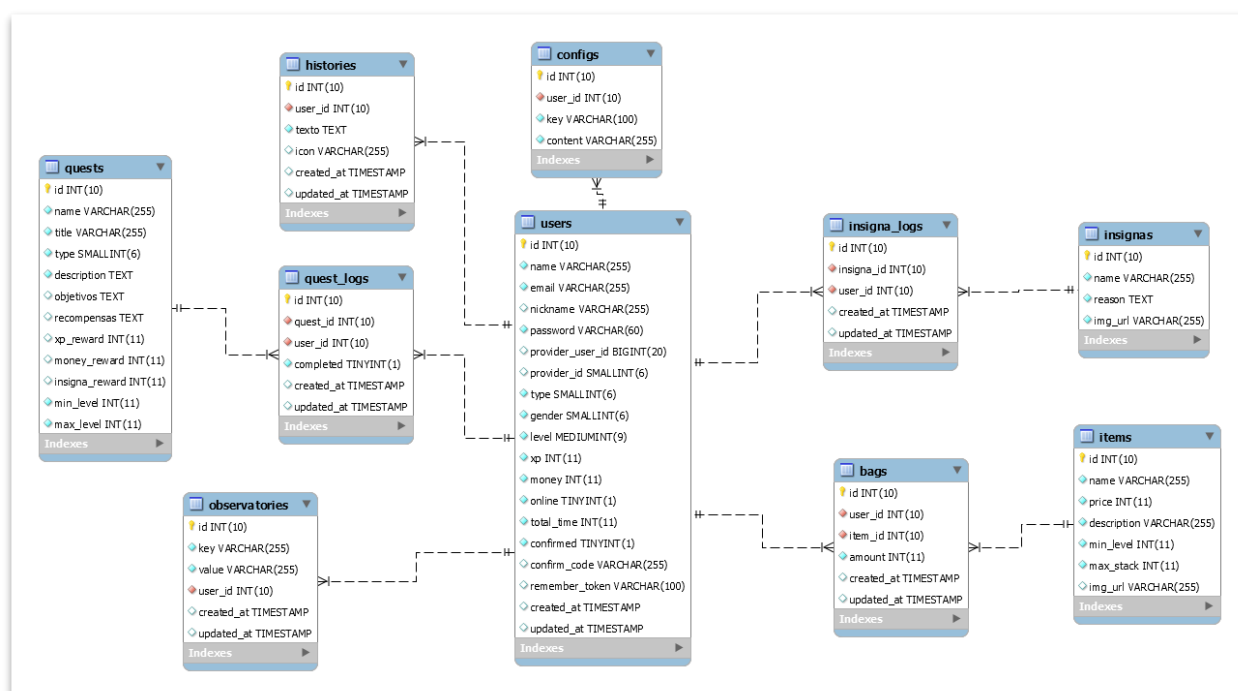 histories
id INT(10)
user_id INT(10)
texto TEXT
icon VARCHAR(255)
created_at TIMESTAMP
updated_at TIMESTAMP
Indexes
configs
id INT(10)
user_id INT(10)
key VARCHAR(100)
content VARCHAR(255)
Indexes
quests
id INT(10)
name VARCHAR(255)
title VARCHAR(255)
type SMALLINT(6)
description TEXT
objetivos TEXT
recompensas TEXT
xp_reward INT(11)
money_reward INT(11)
insigna_reward INT(11)
min_level INT(11)
max_level INT(11)
Indexes
quest_logs
id INT(10)
quest_id INT(10)
user_id INT(10)
completed TINYINT(1)
created_at TIMESTAMP
updated_at TIMESTAMP
Indexes
users
id INT(10)
name VARCHAR(255)
email VARCHAR(255)
nickname VARCHAR(255)
password VARCHAR(60)
provider_user_id BIGINT(20)
provider_id SMALLINT(6)
type SMALLINT(6)
gender SMALLINT(6)
level MEDIUMINT(9)
xp INT(11)
money INT(11)
online TINYINT(1)
total_time INT(11)
confirmed TINYINT(1)
confirm_code VARCHAR(255)
remember_token VARCHAR(100)
created_at TIMESTAMP
updated_at TIMESTAMP
Indexes
insigna_logs
id INT(10)
insigna_id INT(10)
user_id INT(10)
created_at TIMESTAMP
updated_at TIMESTAMP
Indexes
insignas
id INT(10)
name VARCHAR(255)
reason TEXT
img_url VARCHAR(255)
Indexes
observatories
id INT(10)
key VARCHAR(255)
value VARCHAR(255)
user_id INT(10)
created_at TIMESTAMP
updated_at TIMESTAMP
Indexes
bags
id INT(10)
user_id INT(10)
item_id INT(10)
amount INT(11)
created_at TIMESTAMP
updated_at TIMESTAMP
Indexes
items
id INT(10)
name VARCHAR(255)
price INT(11)
description VARCHAR(255)
min_level INT(11)
max_stack INT(11)
img_url VARCHAR(255)
Indexes